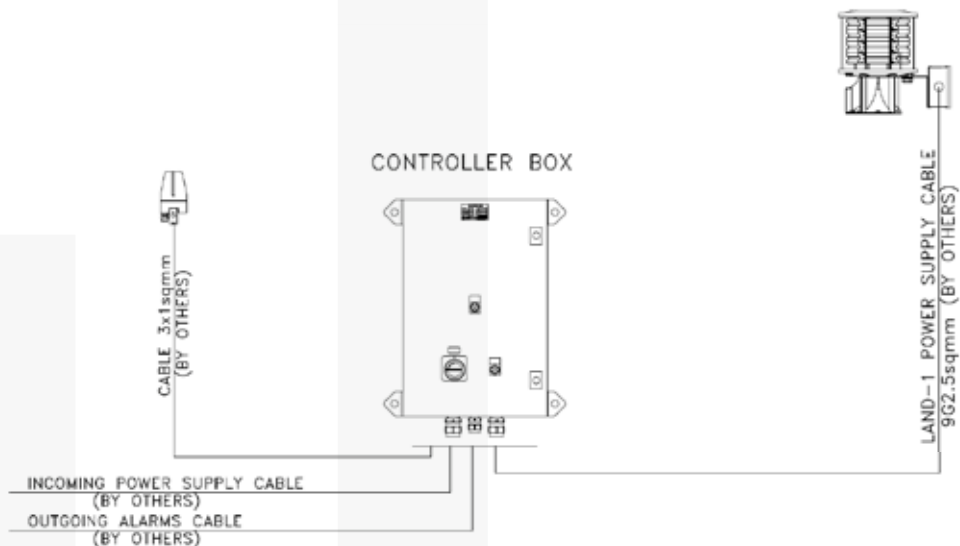 CONTROLLER BOX
CABLE 3x1sqmm
(BY OTHERS)
LAND-1 POWER SUPPLY CABLE
9G2.5sqmm (BY OTHERS)
INCOMING POWER SUPPLY CABLE
(BY OTHERS)
OUTGOING ALARMS CABLE
(BY OTHERS)